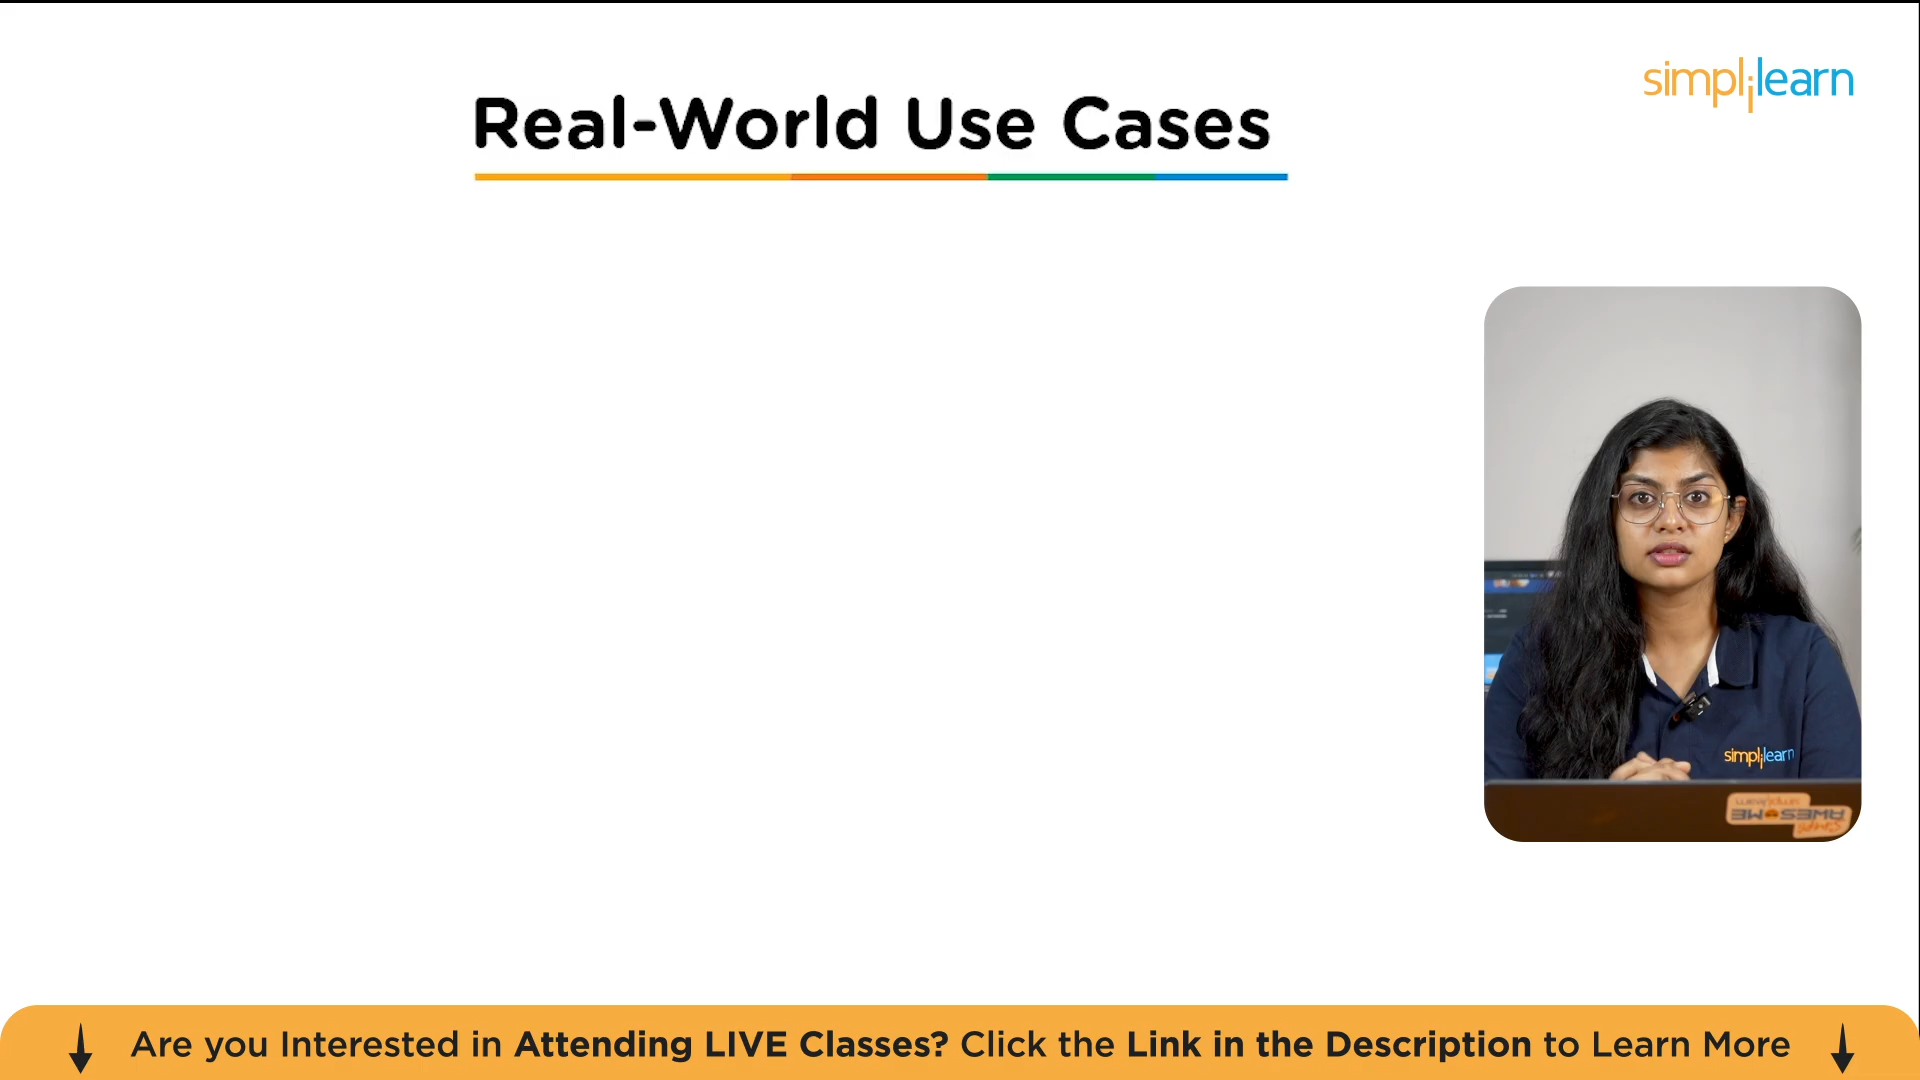 simplilearn
Real-World Use Cases
simplilearn
AWESOME
Are you Interested in Attending LIVE Classes? Click the Link in the Description to Learn More